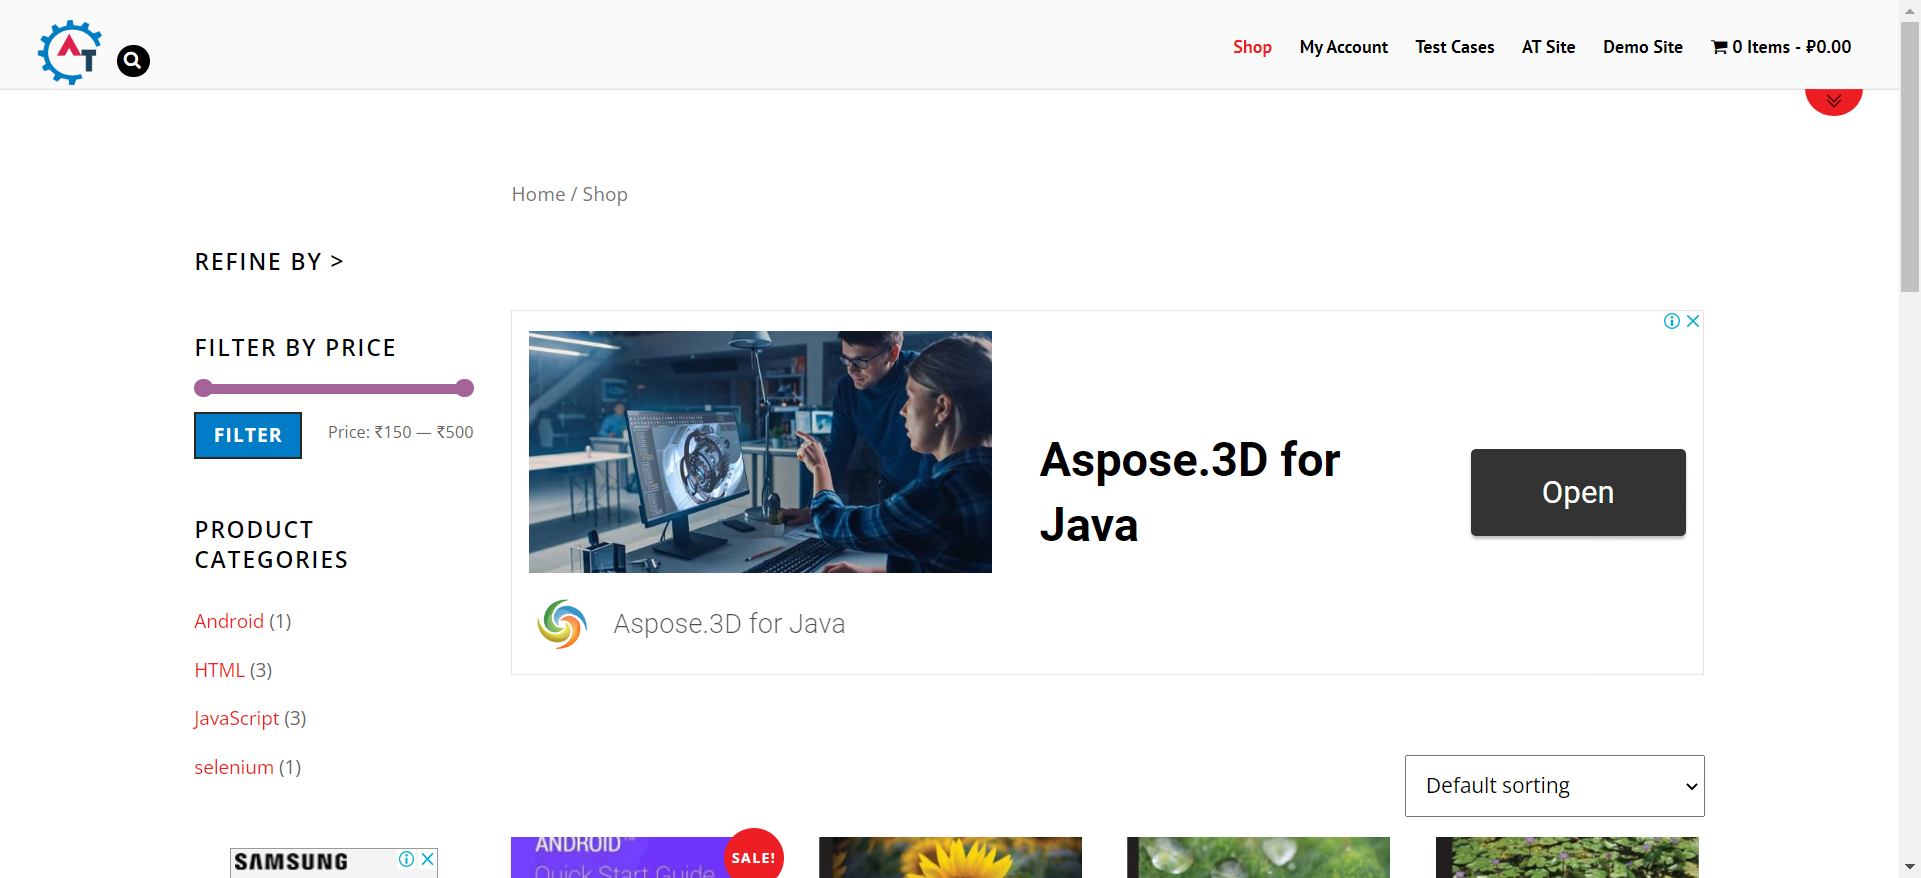 AT
Shop
My Account
Test Cases
AT Site
Demo Site
0 Items - ₽0.00
Home / Shop
REFINE BY >
FILTER BY PRICE
FILTER
Price: ₹150 — ₹500
PRODUCT
CATEGORIES
Android (1)
HTML (3)
JavaScript (3)
selenium (1)
Aspose.3D for
Java
Open
Aspose.3D for Java
Default sorting
SAMSUNG
ANDROID™
Quick Start Guide
SALE!